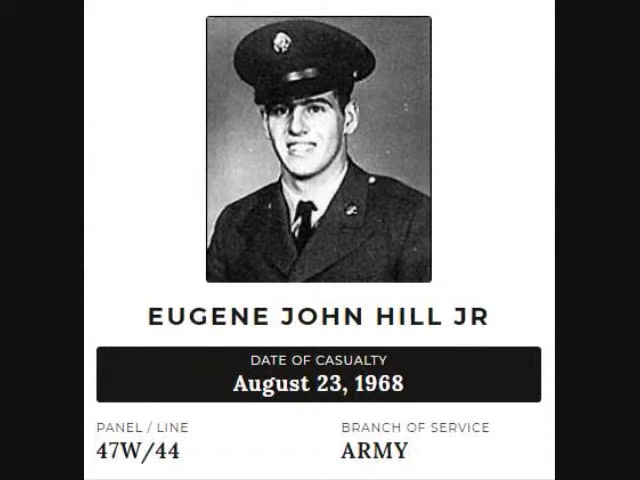 EUGENE JOHN HILL JR
DATE OF CASUALTY
August 23, 1968
PANEL / LINE
BRANCH OF SERVICE
47W/44
ARMY